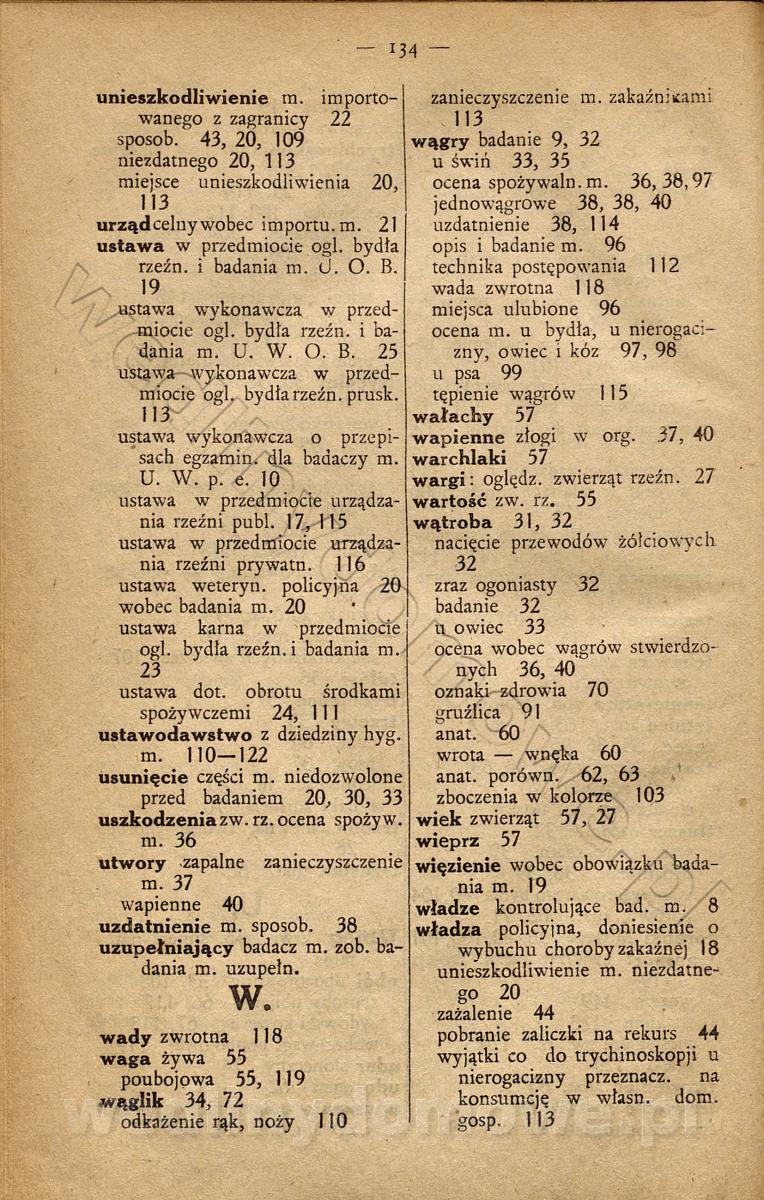 — 134 —
unieszkodliwienie m. importo-
wanego z zagranicy 22
sposob. 43, 20, 109
niezdatnego 20, 113
miejsce unieszkodliwienia 20,
113
urząd celny wobec importu. m. 21
ustawa w przedmiocie ogl. bydła
rzeźn. i badania m. U. O. B.
19
ustawa wykonawcza w przed-
miocie ogl. bydła rzeźn. i ba-
dania m. U. W. O. B. 25
ustawa wykonawcza w przed-
miocie ogl. bydła rzeźn. prusk.
113
ustawa wykonawcza o przepi-
sach egzamin. dla badaczy m.
U. W. p. e. 10
ustawa w przedmiocie urządza-
nia rzeźni publ. 17, 115
ustawa w przedmiocie urządza-
nia rzeźni prywatn. 116
ustawa weteryn. policyjna 20
wobec badania m. 20
ustawa karna w przedmiocie
ogl. bydła rzeźn. i badania m.
23
ustawa dot. obrotu środkami
spożywczemi 24, 111
ustawodawstwo z dziedziny hyg.
m. 110—122
usunięcie części m. niedozwolone
przed badaniem 20, 30, 33
uszkodzenia zw. rz. ocena spożyw.
m. 36
utwory zapalne zanieczyszczenie
m. 37
wapienne 40
uzdatnienie m. sposob. 38
uzupełniający badacz m. zob. ba-
dania m. uzupełn.
W.
wady zwrotna 118
waga żywa 55
poubojowa 55, 119
wąglik 34, 72
odkażenie rąk, noży 110
zanieczyszczenie m. zakaźnikami
113
wągry badanie 9, 32
u świń 33, 35
ocena spożywaln. m. 36, 38, 97
jednowągrowe 38, 38, 40
uzdatnienie 38, 114
opis i badanie m. 96
technika postępowania 112
wada zwrotna 118
miejsca ulubione 96
ocena m. u bydła, u nierogaci-
zny, owiec i kóz 97, 98
u psa 99
tępienie wągrów 115
wałachy 57
wapienne złogi w org. 37, 40
warchlaki 57
wargi: oględz. zwierząt rzeźn. 27
wartość zw. rz. 55
wątroba 31, 32
nacięcie przewodów żółciowych
32
zraz ogoniasty 32
badanie 32
u owiec 33
ocena wobec wągrów stwierdzo-
nych 36, 40
oznaki zdrowia 70
gruźlica 91
anat. 60
wrota — wnęka 60
anat. porówn. 62, 63
zboczenia w kolorze 103
wiek zwierząt 57, 27
wieprz 57
więzienie wobec obowiązku bada-
nia m. 19
władze kontrolujące bad. m. 8
władza policyjna, doniesienie o
wybuchu choroby zakaźnej 18
unieszkodliwienie m. niezdatne-
go 20
zażalenie 44
pobranie zaliczki na rekurs 44
wyjątki co do trychinoskopji u
nierogacizny przeznacz. na
konsumcję w własn. dom.
gosp. 113